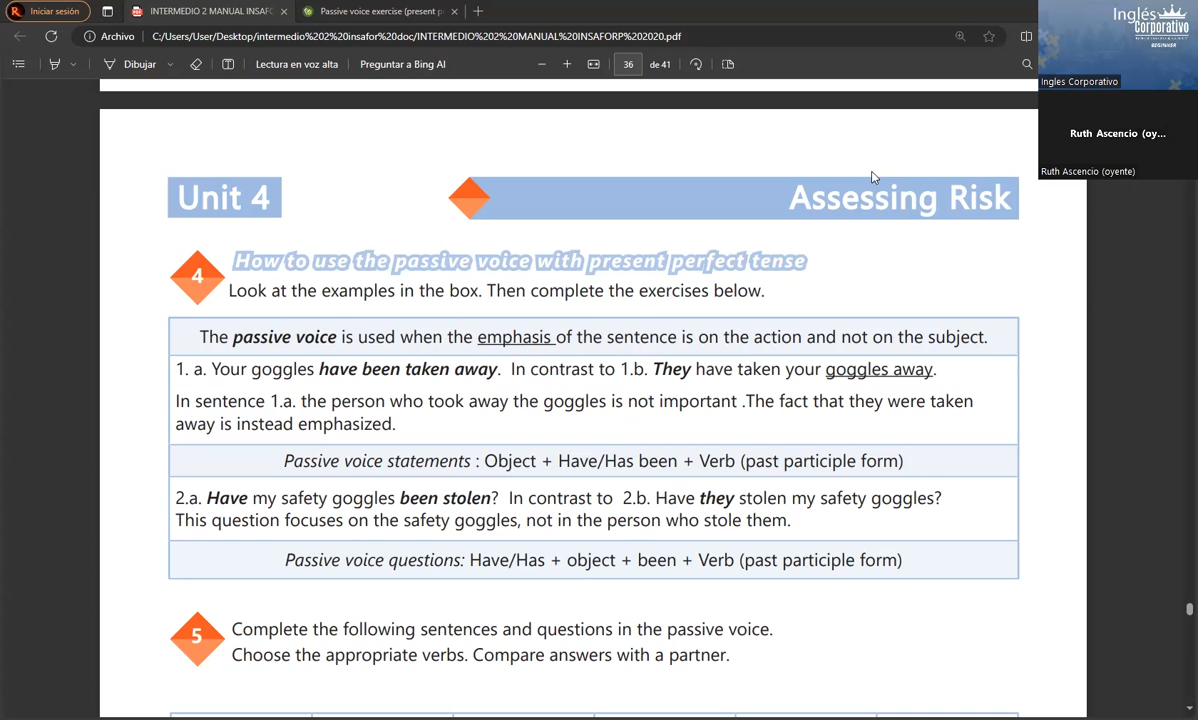 Iniciar sesión
INTERMEDIO 2 MANUAL INSAFO
Passive voice exercise (present p
Archivo
C:/Users/User/Desktop/intermedio%202%20insafor%20doc/INTERMEDIO%202%20MANUAL%20INSAFORP%202020.pdf
Dibujar
Lectura en voz alta
Preguntar a Bing AI
36
de 41
Inglés
Corporativo
BEGINNER
Ingles Corporativo
Ruth Ascencio (oy...
Ruth Ascencio (oyente)
Unit 4
Assessing Risk
4
How to use the passive voice with present perfect tense
Look at the examples in the box. Then complete the exercises below.
The passive voice is used when the emphasis of the sentence is on the action and not on the subject.
1. a. Your goggles have been taken away. In contrast to 1.b. They have taken your goggles away.
In sentence 1.a. the person who took away the goggles is not important .The fact that they were taken
away is instead emphasized.
Passive voice statements : Object + Have/Has been + Verb (past participle form)
2.a. Have my safety goggles been stolen? In contrast to 2.b. Have they stolen my safety goggles?
This question focuses on the safety goggles, not in the person who stole them.
Passive voice questions: Have/Has + object + been + Verb (past participle form)
5
Complete the following sentences and questions in the passive voice.
Choose the appropriate verbs. Compare answers with a partner.